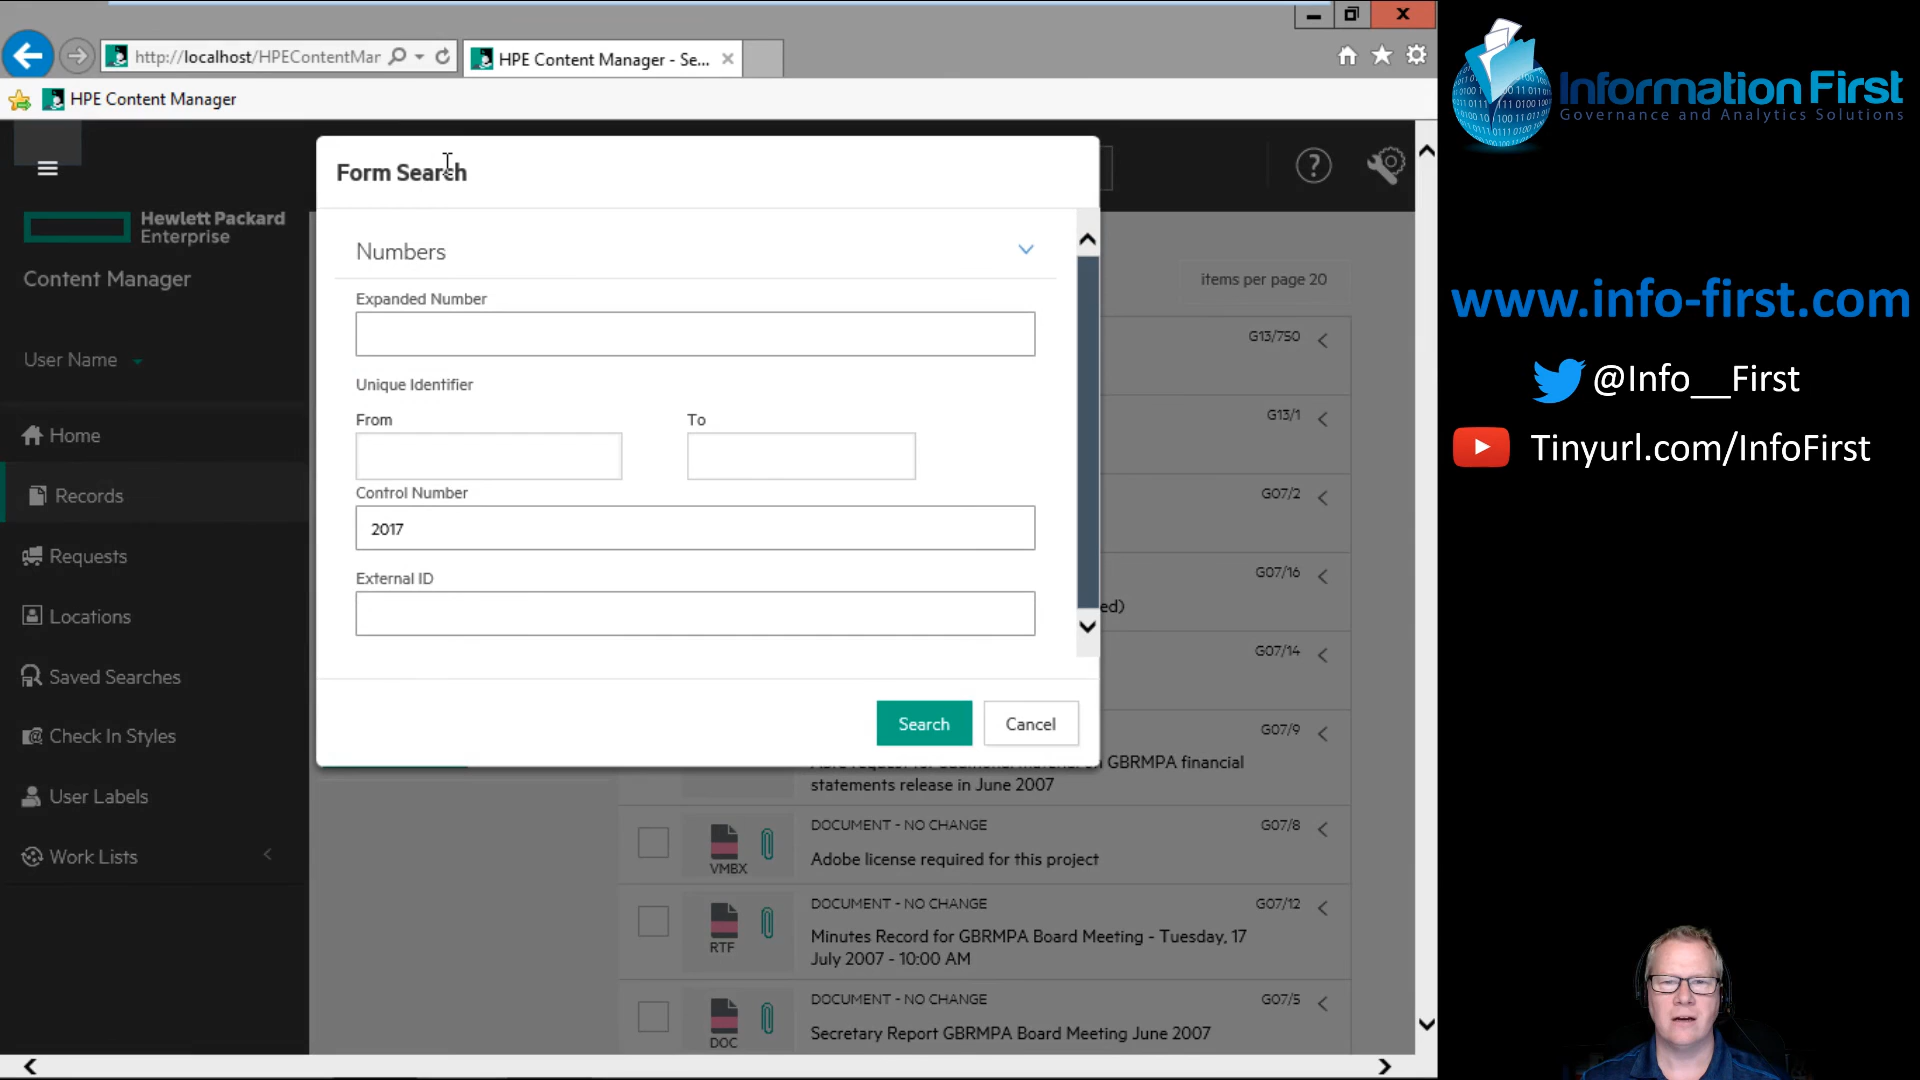 http://localhost/HPEContentMar
HPE Content Manager - Se...
HPE Content Manager
Hewlett Packard
Enterprise
Content Manager
User Name
Home
Records
Requests
Locations
Saved Searches
Check In Styles
User Labels
Work Lists
Form Search
Numbers
Expanded Number
Unique Identifier
From
To
Control Number
2017
External ID
Search
Cancel
items per page 20
G13/750
G13/1
G07/2
G07/16
ed)
G07/14
G07/9
GBRMPA financial
statements release in June 2007
DOCUMENT - NO CHANGE
G07/8
Adobe license required for this project
VMBX
DOCUMENT - NO CHANGE
G07/12
Minutes Record for GBRMPA Board Meeting - Tuesday, 17
July 2007 - 10:00 AM
RTF
DOCUMENT - NO CHANGE
G07/5
Secretary Report GBRMPA Board Meeting June 2007
DOC
Information First
Governance and Analytics Solutions
www.info-first.com
@Info__First
Tinyurl.com/InfoFirst